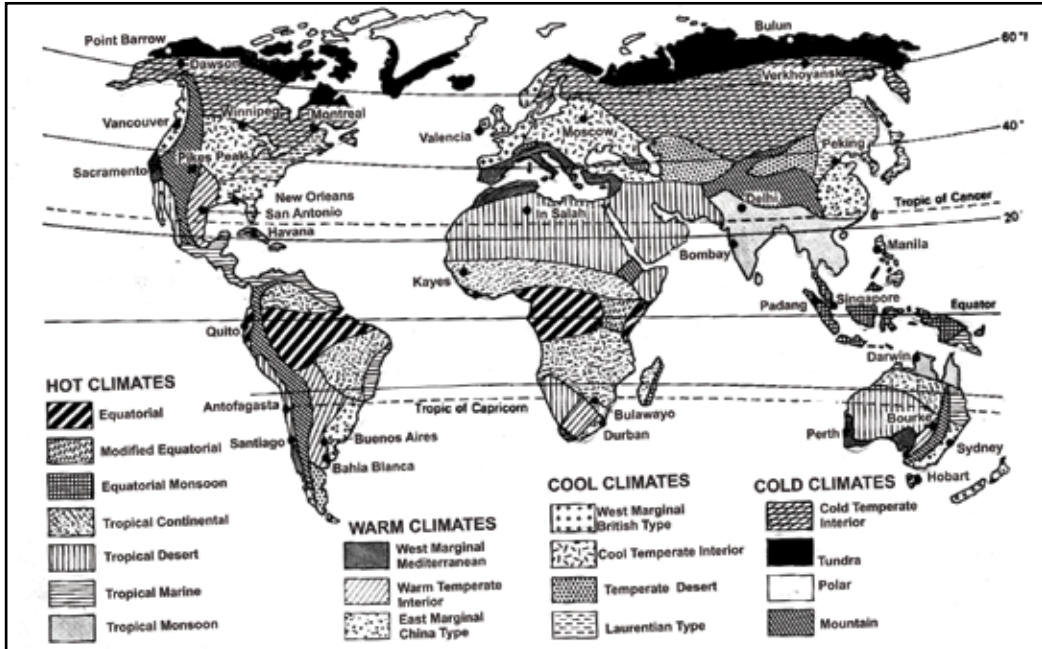 Point Barrow
Bulun
60°
Dawson
Verkhoyansk
Winnipeg
Montreal
Vancouver
Valencia
Moscow
40°
Peking
Pikes Peak
Sacramento
New Orleans
San Antonio
Havana
In Salah
Delhi
Tropic of Cancer
20°
Bombay
Manila
Kayes
Padang
Singapore
Equator
Quito
Darwin
HOT CLIMATES
Equatorial
Modified Equatorial
Equatorial Monsoon
Tropical Continental
Tropical Desert
Tropical Marine
Tropical Monsoon
Antofagasta
Tropic of Capricorn
Bulawayo
Bourke
Santiago
Buenos Aires
Durban
Perth
Sydney
Bahia Blanca
Hobart
WARM CLIMATES
West Marginal
Mediterranean
Warm Temperate
Interior
East Marginal
China Type
COOL CLIMATES
West Marginal
British Type
Cool Temperate Interior
Temperate Desert
Laurentian Type
COLD CLIMATES
Cold Temperate
Interior
Tundra
Polar
Mountain